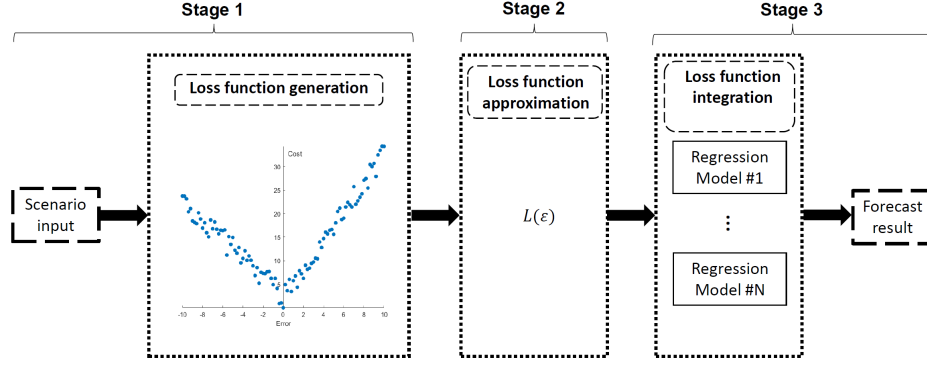 Stage 1
Stage 2
Stage 3
Loss function generation
Loss function
approximation
Loss function
integration
Cost
30
25
20
15
10
5
-10 -8 -6 -4 -2 0 2 4 6 8 10
Error
Scenario
input
L(ε)
Regression
Model #1
⋮
Regression
Model #N
Forecast
result